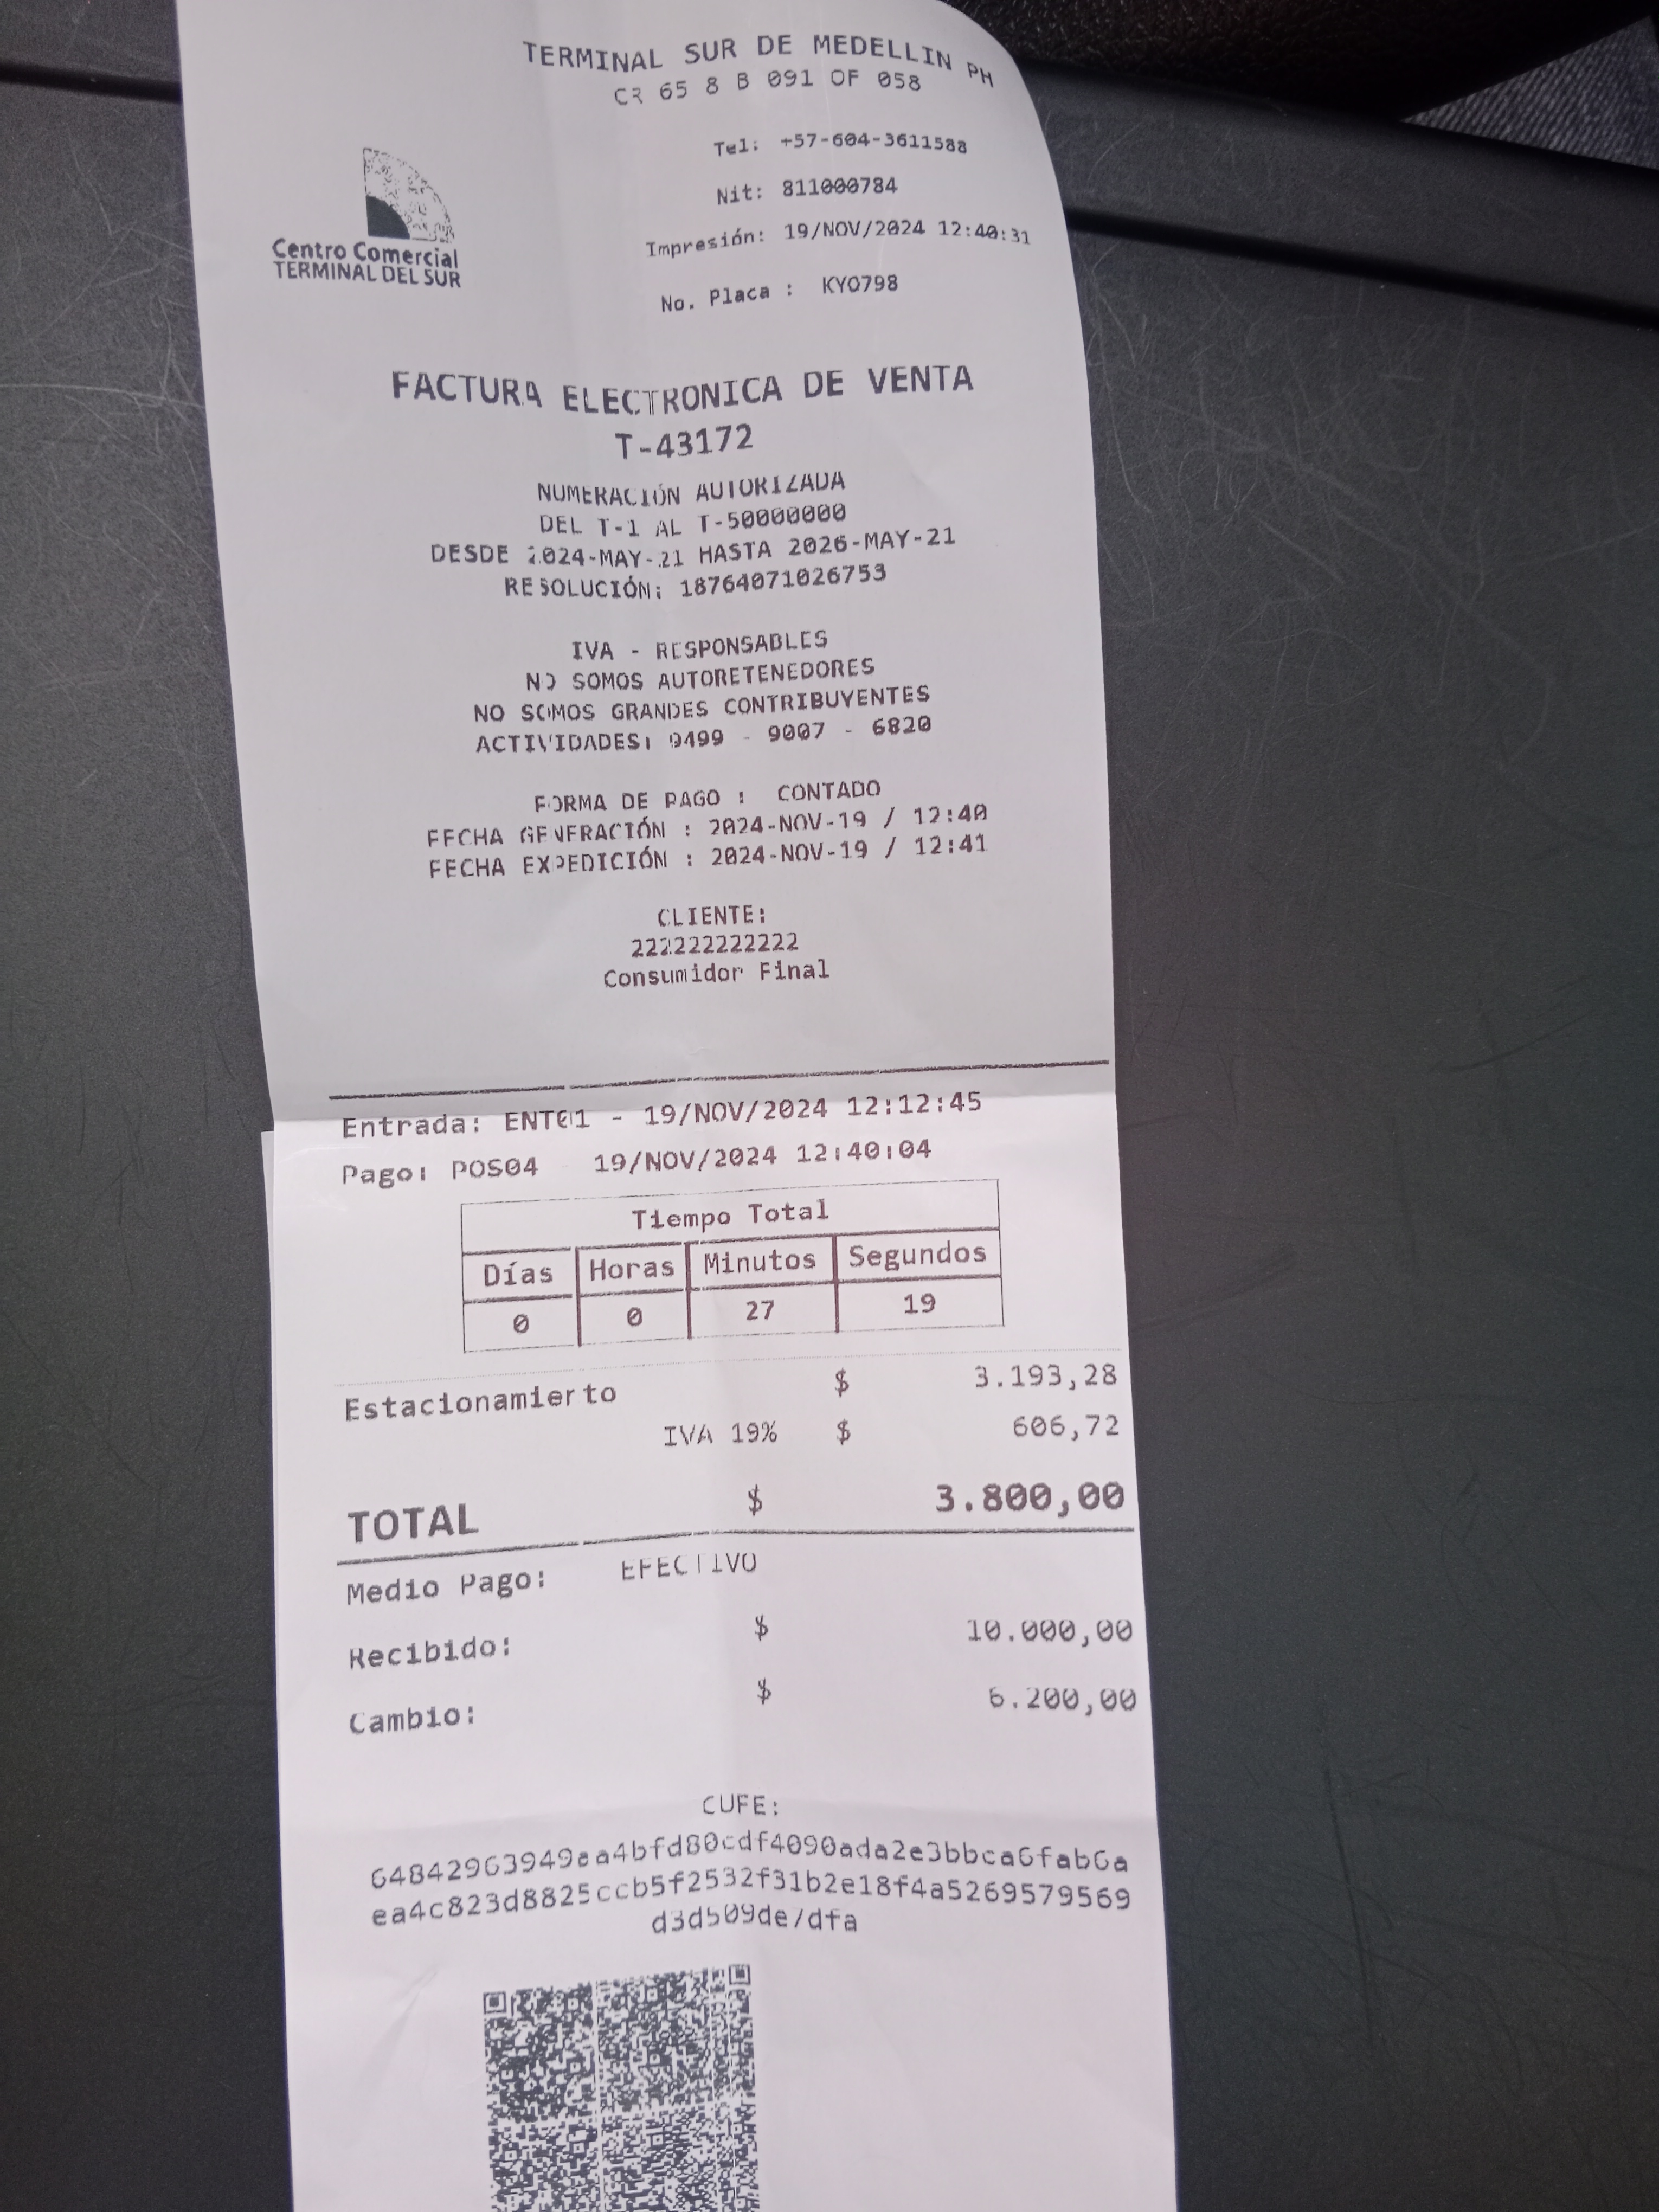 TERMINAL SUR DE MEDELLIN PH
CR 65 8 B 091 OF 058
Tel: +57-604-3611588
Nit: 811000784
Impresión: 19/NOV/2024 12:40:31
No. Placa : KYO798
Centro Comercial
TERMINAL DEL SUR
FACTURA ELECTRONICA DE VENTA
T-43172
NUMERACIÓN AUTORIZADA
DEL T-1 AL T-50000000
DESDE 2024-MAY-21 HASTA 2026-MAY-21
RESOLUCIÓN: 18764071026753
IVA - RESPONSABLES
NO SOMOS AUTORETENEDORES
NO SOMOS GRANDES CONTRIBUYENTES
ACTIVIDADES: 9499 - 9007 - 6820
FORMA DE PAGO : CONTADO
FECHA GENERACIÓN : 2024-NOV-19 / 12:40
FECHA EXPEDICIÓN : 2024-NOV-19 / 12:41
CLIENTE:
222222222222
Consumidor Final
Entrada: ENT01 - 19/NOV/2024 12:12:45
Pago: POS04 19/NOV/2024 12:40:04
Tiempo Total
Días Horas Minutos Segundos
0 0 27 19
Estacionamiento $ 3.193,28
IVA 19% $ 606,72
TOTAL $ 3.800,00
Medio Pago: EFECTIVO
Recibido: $ 10.000,00
Cambio: $ 6.200,00
CUFE:
64842963949ea4bfd80cdf4090ada2e3bbca6fab6a
ea4c823d8825ccb5f2532f31b2e18f4a5269579569
d3d509de7dfa